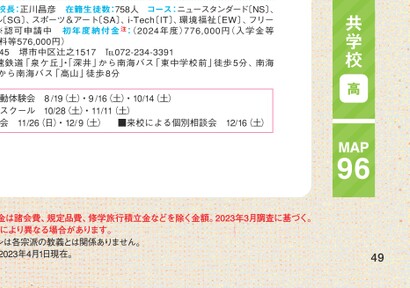 校長：正川昌彦 在籍生徒数：758人 コース：ニュースタンダード(NS)、
ル(SG)、スポーツ＆アート(SA)、i-Tech(IT)、環境福祉(EW)、フリー
※認可申請中 初年度納付金注：(2024年度)776,000円(入学金等
料等576,000円)
45 堺市中区辻之1517 TEL072-234-3391
速鉄道「泉ケ丘」・「深井」から南海バス「東中学校前」徒歩5分、南海
から南海バス「高山」徒歩8分
動体験会 8/19(土)・9/16(土)・10/14(土)
スクール 10/28(土)・11/11(土)
会 11/26(日)・12/9(土) ■来校による個別相談会 12/16(土)
共学校
高
MAP
96
金は諸会費、規定品費、修学旅行積立金などを除く金額。2023年3月調査に基づく。
により異なる場合があります。
ンは各宗派の教義とは関係ありません。
2023年4月1日現在。
49